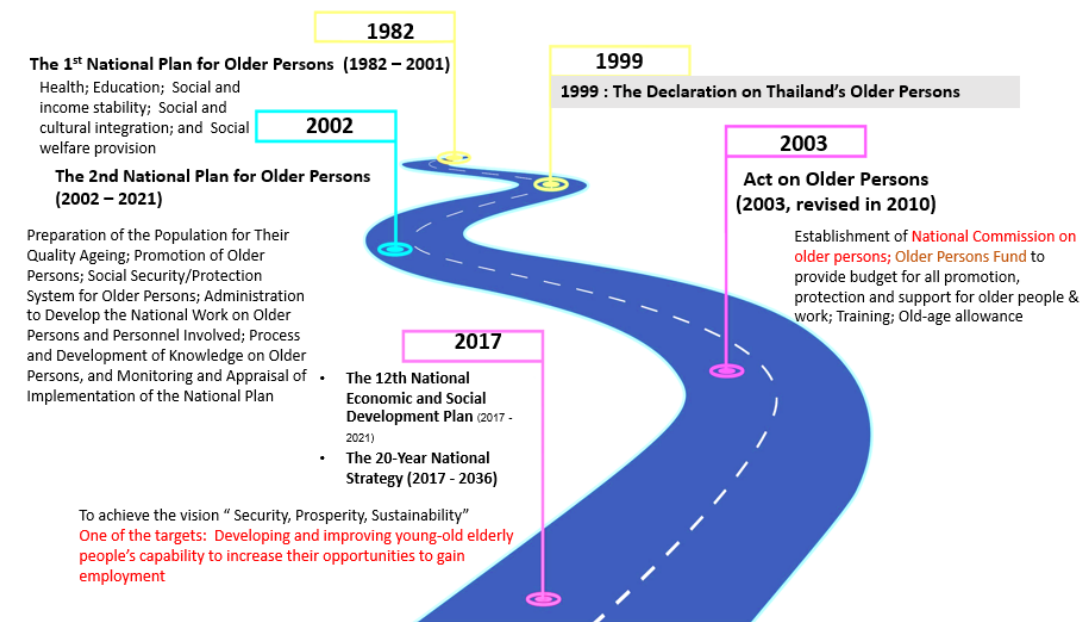 1982
The 1st National Plan for Older Persons (1982 – 2001)
Health; Education; Social and
income stability; Social and
cultural integration; and Social
welfare provision
1999
1999 : The Declaration on Thailand’s Older Persons
2002
The 2nd National Plan for Older Persons
(2002 – 2021)
Preparation of the Population for Their
Quality Ageing; Promotion of Older
Persons; Social Security/Protection
System for Older Persons; Administration
to Develop the National Work on Older
Persons and Personnel Involved; Process
and Development of Knowledge on Older
Persons, and Monitoring and Appraisal of
Implementation of the National Plan
2003
Act on Older Persons
(2003, revised in 2010)
Establishment of National Commission on
older persons; Older Persons Fund to
provide budget for all promotion,
protection and support for older people &
work; Training; Old-age allowance
2017
• The 12th National
Economic and Social
Development Plan (2017 -
2021)
• The 20-Year National
Strategy (2017 - 2036)
To achieve the vision “ Security, Prosperity, Sustainability”
One of the targets: Developing and improving young-old elderly
people’s capability to increase their opportunities to gain
employment